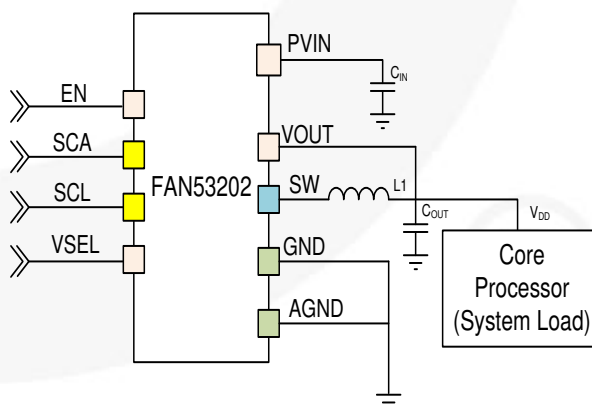 PVIN
CIN
EN
VOUT
SCA
FAN53202
SW
L1
SCL
COUT
VDD
VSEL
GND
Core
Processor
(System Load)
AGND